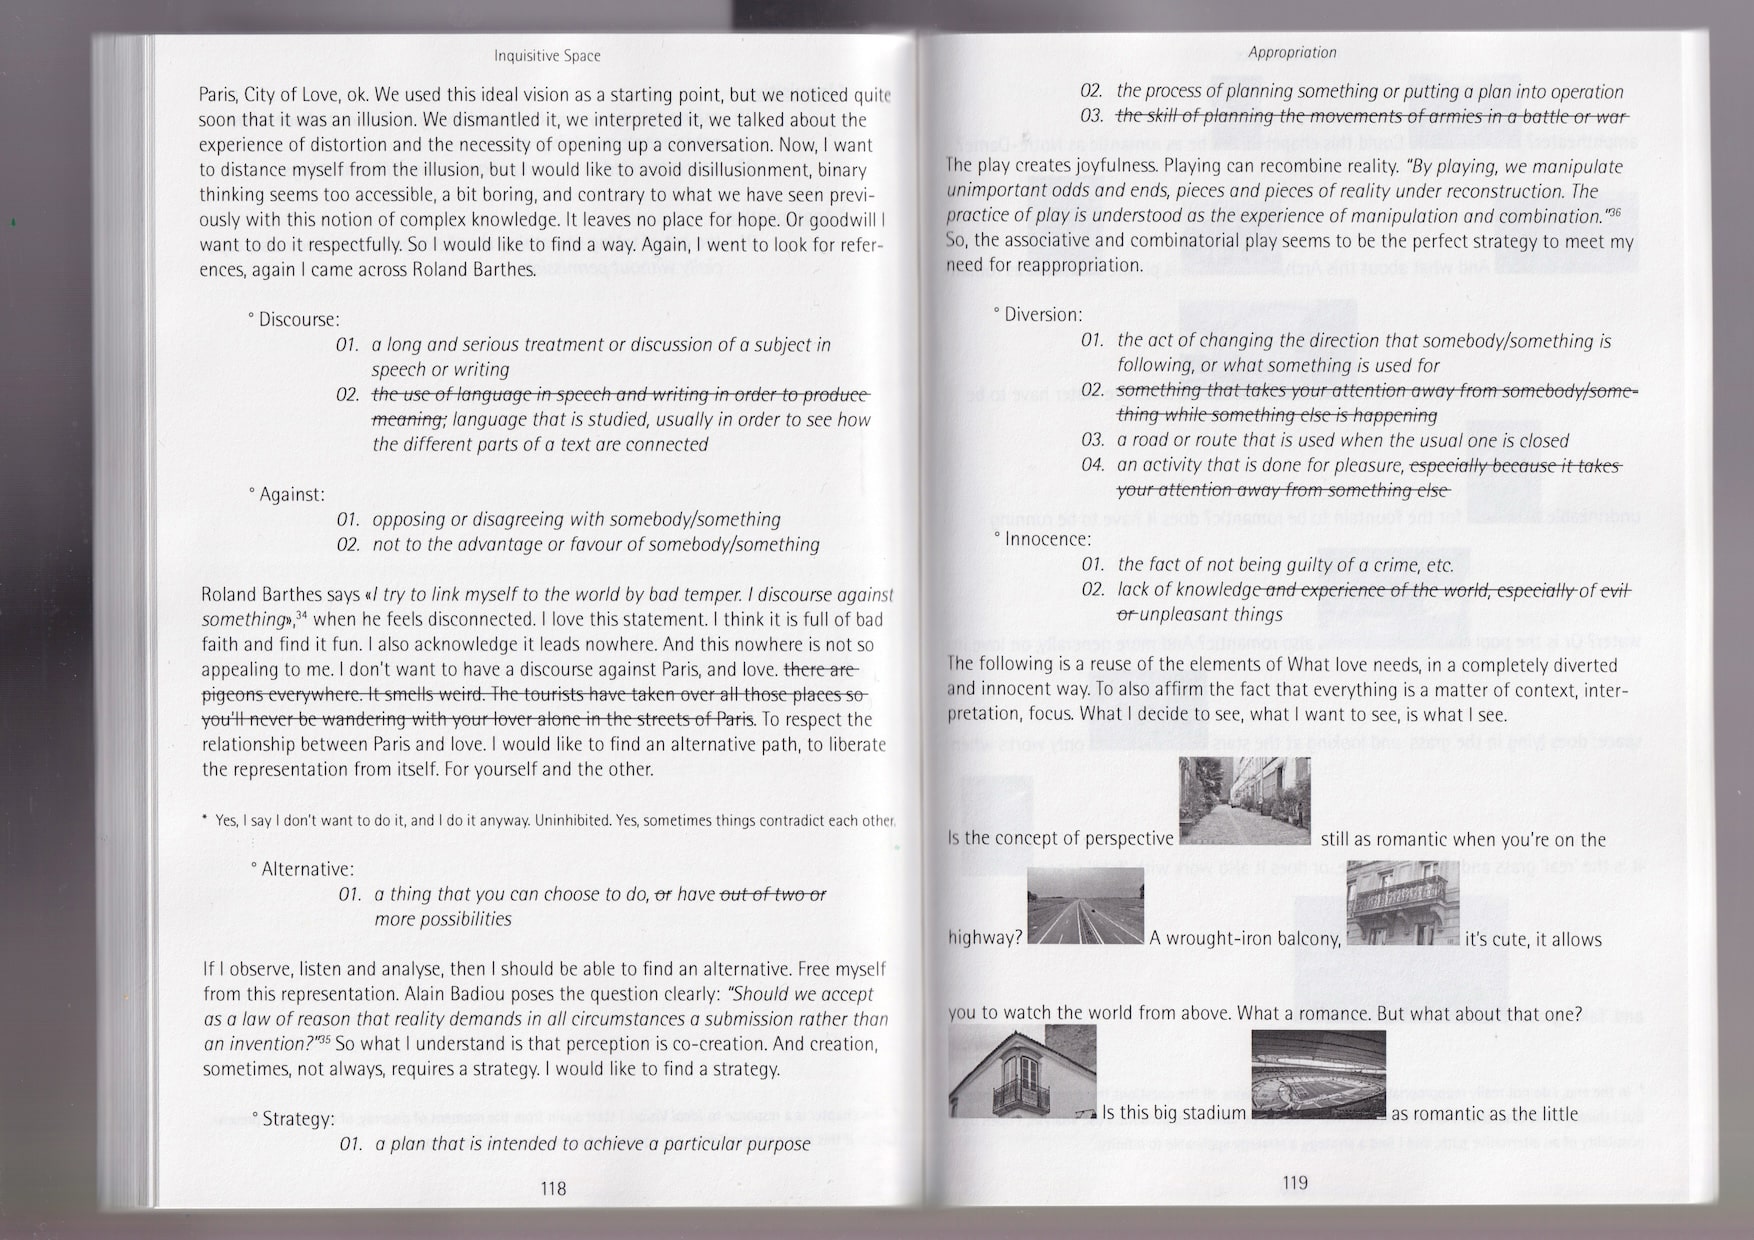 Inquisitive Space
Paris, City of Love, ok. We used this ideal vision as a starting point, but we noticed quite
soon that it was an illusion. We dismantled it, we interpreted it, we talked about the
experience of distortion and the necessity of opening up a conversation. Now, I want
to distance myself from the illusion, but I would like to avoid disillusionment, binary
thinking seems too accessible, a bit boring, and contrary to what we have seen previ-
ously with this notion of complex knowledge. It leaves no place for hope. Or goodwill I
want to do it respectfully. So I would like to find a way. Again, I went to look for refer-
ences, again I came across Roland Barthes.
° Discourse:
01. a long and serious treatment or discussion of a subject in
speech or writing
02. the use of language in speech and writing in order to produce
meaning; language that is studied, usually in order to see how
the different parts of a text are connected
° Against:
01. opposing or disagreeing with somebody/something
02. not to the advantage or favour of somebody/something
Roland Barthes says «I try to link myself to the world by bad temper. I discourse against
something»,34 when he feels disconnected. I love this statement. I think it is full of bad
faith and find it fun. I also acknowledge it leads nowhere. And this nowhere is not so
appealing to me. I don't want to have a discourse against Paris, and love. there are
pigeons everywhere. It smells weird. The tourists have taken over all those places so
you'll never be wandering with your lover alone in the streets of Paris. To respect the
relationship between Paris and love. I would like to find an alternative path, to liberate
the representation from itself. For yourself and the other.
* Yes, I say I don't want to do it, and I do it anyway. Uninhibited. Yes, sometimes things contradict each other.
° Alternative:
01. a thing that you can choose to do, or have out of two or
more possibilities
If I observe, listen and analyse, then I should be able to find an alternative. Free myself
from this representation. Alain Badiou poses the question clearly: "Should we accept
as a law of reason that reality demands in all circumstances a submission rather than
an invention?"35 So what I understand is that perception is co-creation. And creation,
sometimes, not always, requires a strategy. I would like to find a strategy.
° Strategy:
01. a plan that is intended to achieve a particular purpose
118
Appropriation
02. the process of planning something or putting a plan into operation
03. the skill of planning the movements of armies in a battle or war
The play creates joyfulness. Playing can recombine reality. "By playing, we manipulate
unimportant odds and ends, pieces and pieces of reality under reconstruction. The
practice of play is understood as the experience of manipulation and combination."36
So, the associative and combinatorial play seems to be the perfect strategy to meet my
need for reappropriation.
° Diversion:
01. the act of changing the direction that somebody/something is
following, or what something is used for
02. something that takes your attention away from somebody/some-
thing while something else is happening
03. a road or route that is used when the usual one is closed
04. an activity that is done for pleasure, especially because it takes
your attention away from something else
° Innocence:
01. the fact of not being guilty of a crime, etc.
02. lack of knowledge and experience of the world, especially of evil
or unpleasant things
The following is a reuse of the elements of What love needs, in a completely diverted
and innocent way. To also affirm the fact that everything is a matter of context, inter-
pretation, focus. What I decide to see, what I want to see, is what I see.
Is the concept of perspective still as romantic when you're on the
highway? A wrought-iron balcony, it's cute, it allows
you to watch the world from above. What a romance. But what about that one?
Is this big stadium as romantic as the little
119